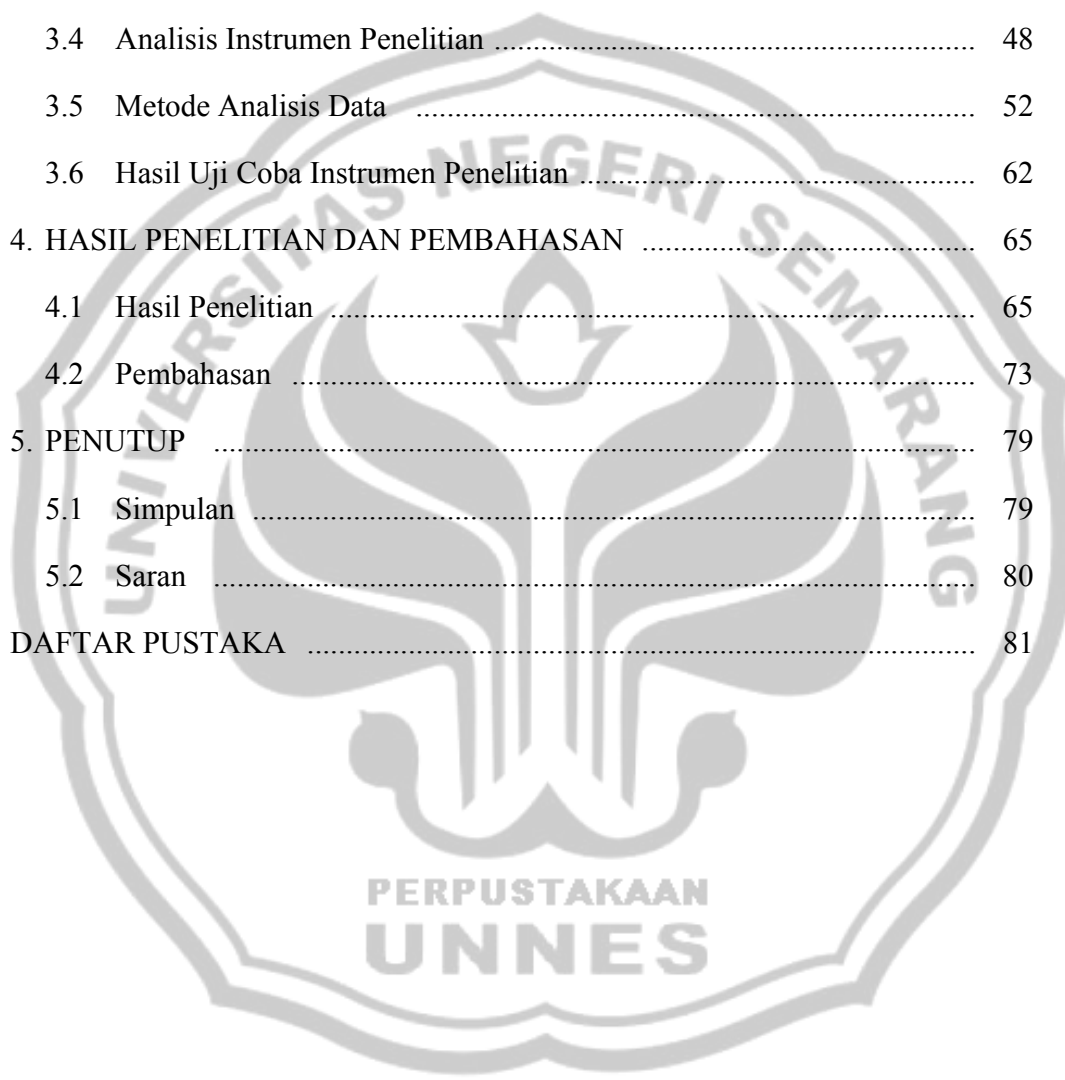 3.4 Analisis Instrumen Penelitian ................................................................ 48
3.5 Metode Analisis Data ......................................................................... 52
3.6 Hasil Uji Coba Instrumen Penelitian .................................................... 62
4. HASIL PENELITIAN DAN PEMBAHASAN ............................................ 65
4.1 Hasil Penelitian ................................................................................... 65
4.2 Pembahasan ........................................................................................ 73
5. PENUTUP .................................................................................................... 79
5.1 Simpulan ............................................................................................. 79
5.2 Saran ................................................................................................... 80
DAFTAR PUSTAKA ....................................................................................... 81
UNIVERSITAS NEGERI SEMARANG
PERPUSTAKAAN
UNNES